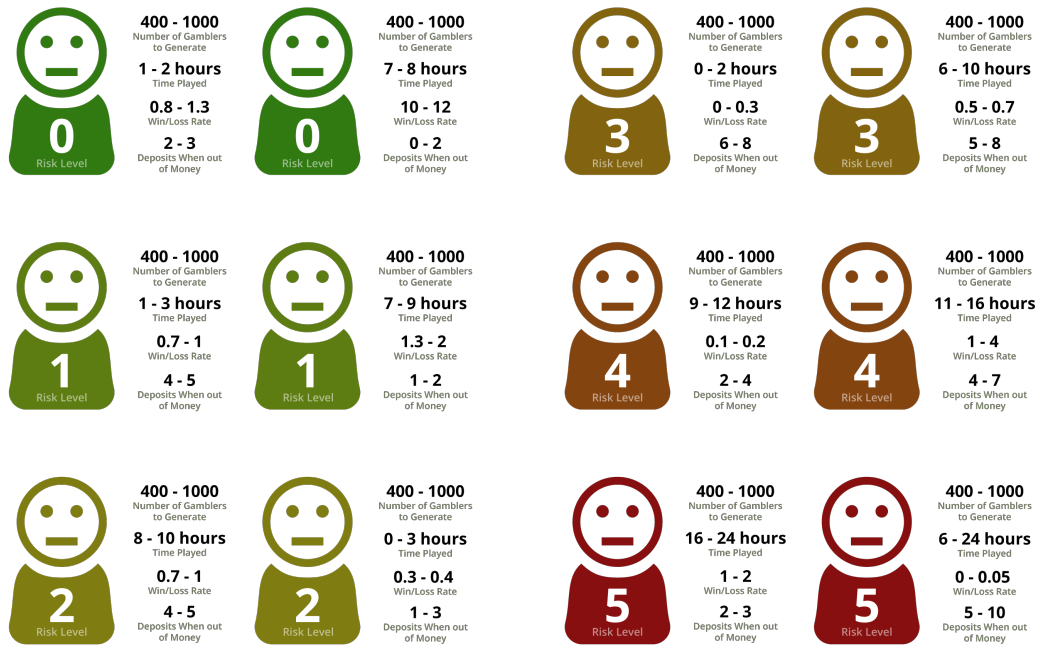 400 - 1000
Number of Gamblers
to Generate
1 - 2 hours
Time Played
0.8 - 1.3
Win/Loss Rate
2 - 3
Deposits When out
of Money
0
Risk Level
400 - 1000
Number of Gamblers
to Generate
7 - 8 hours
Time Played
10 - 12
Win/Loss Rate
0 - 2
Deposits When out
of Money
0
Risk Level
400 - 1000
Number of Gamblers
to Generate
0 - 2 hours
Time Played
0 - 0.3
Win/Loss Rate
6 - 8
Deposits When out
of Money
3
Risk Level
400 - 1000
Number of Gamblers
to Generate
6 - 10 hours
Time Played
0.5 - 0.7
Win/Loss Rate
5 - 8
Deposits When out
of Money
3
Risk Level
400 - 1000
Number of Gamblers
to Generate
1 - 3 hours
Time Played
0.7 - 1
Win/Loss Rate
4 - 5
Deposits When out
of Money
1
Risk Level
400 - 1000
Number of Gamblers
to Generate
7 - 9 hours
Time Played
1.3 - 2
Win/Loss Rate
1 - 2
Deposits When out
of Money
1
Risk Level
400 - 1000
Number of Gamblers
to Generate
9 - 12 hours
Time Played
0.1 - 0.2
Win/Loss Rate
2 - 4
Deposits When out
of Money
4
Risk Level
400 - 1000
Number of Gamblers
to Generate
11 - 16 hours
Time Played
1 - 4
Win/Loss Rate
4 - 7
Deposits When out
of Money
4
Risk Level
400 - 1000
Number of Gamblers
to Generate
8 - 10 hours
Time Played
0.7 - 1
Win/Loss Rate
4 - 5
Deposits When out
of Money
2
Risk Level
400 - 1000
Number of Gamblers
to Generate
0 - 3 hours
Time Played
0.3 - 0.4
Win/Loss Rate
1 - 3
Deposits When out
of Money
2
Risk Level
400 - 1000
Number of Gamblers
to Generate
16 - 24 hours
Time Played
1 - 2
Win/Loss Rate
2 - 3
Deposits When out
of Money
5
Risk Level
400 - 1000
Number of Gamblers
to Generate
6 - 24 hours
Time Played
0 - 0.05
Win/Loss Rate
5 - 10
Deposits When out
of Money
5
Risk Level